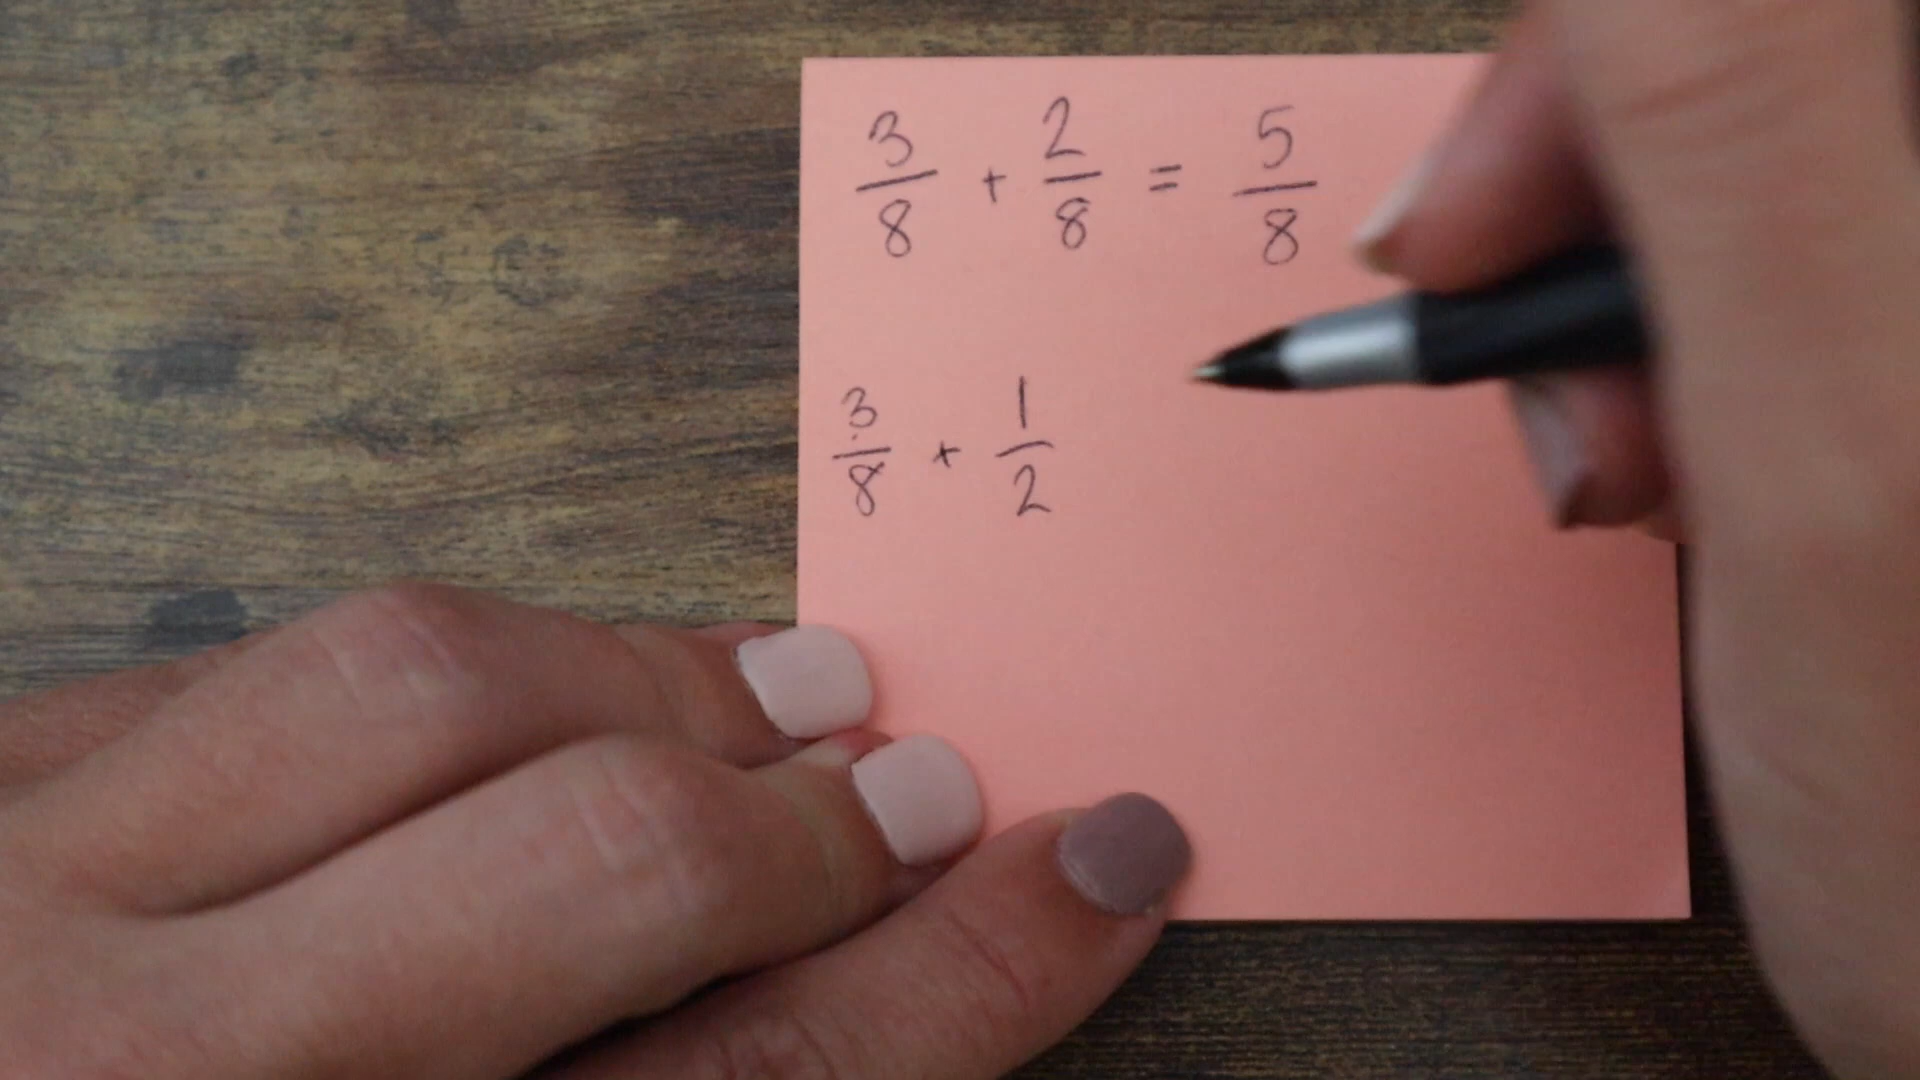 3/8 + 2/8 = 5/8
3/8 + 1/2